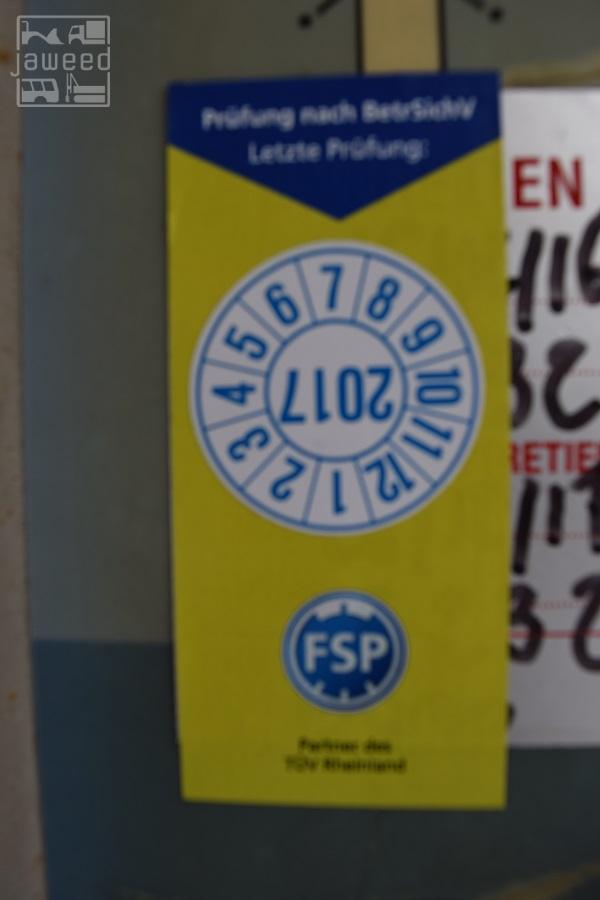 jaweed
Prüfung nach BetrSichV
Letzte Prüfung:
7
8
9
10
11
12
1
2
3
4
5
6
2017
FSP
Partner des
TÜV Rheinland
EN
RETIE